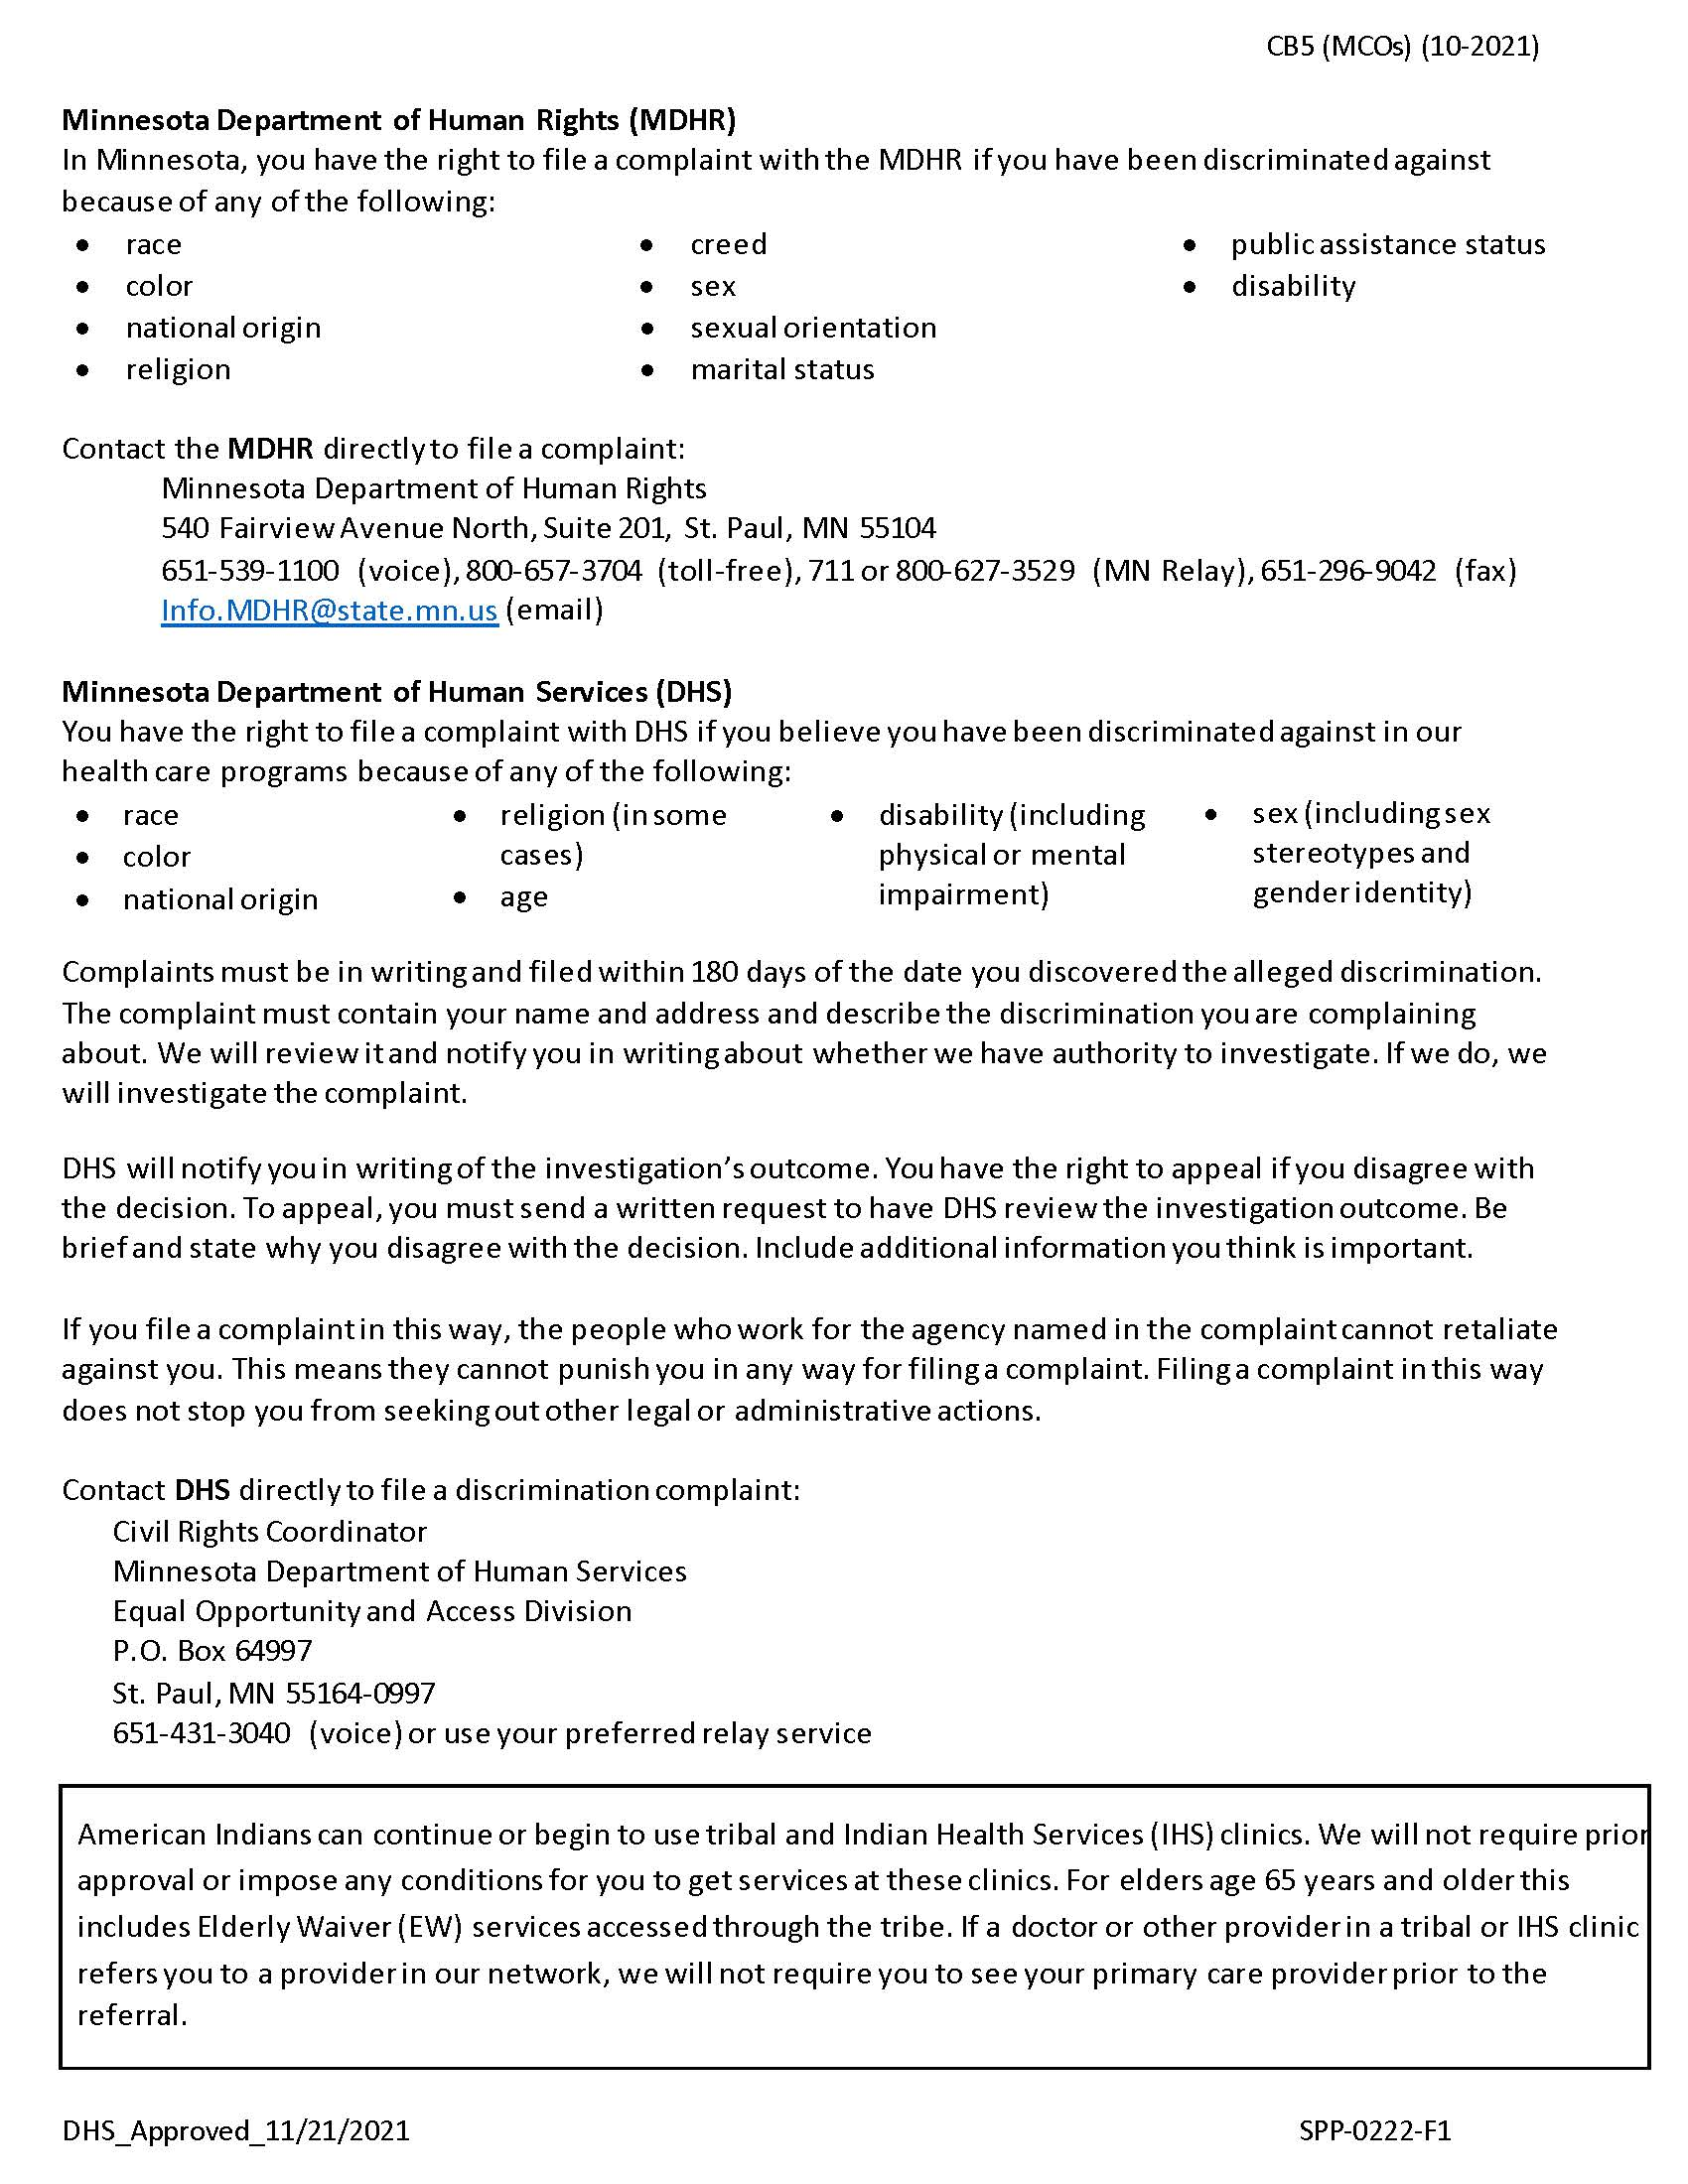 CB5 (MCOs) (10-2021)
Minnesota Department of Human Rights (MDHR)
In Minnesota, you have the right to file a complaint with the MDHR if you have been discriminated against
because of any of the following:
• race
• color
• national origin
• religion
• creed
• sex
• sexual orientation
• marital status
• public assistance status
• disability
Contact the MDHR directly to file a complaint:
Minnesota Department of Human Rights
540 Fairview Avenue North, Suite 201, St. Paul, MN 55104
651-539-1100 (voice), 800-657-3704 (toll-free), 711 or 800-627-3529 (MN Relay), 651-296-9042 (fax)
Info.MDHR@state.mn.us (email)
Minnesota Department of Human Services (DHS)
You have the right to file a complaint with DHS if you believe you have been discriminated against in our
health care programs because of any of the following:
• race
• color
• national origin
• religion (in some
cases)
• age
• disability (including
physical or mental
impairment)
• sex (including sex
stereotypes and
gender identity)
Complaints must be in writing and filed within 180 days of the date you discovered the alleged discrimination.
The complaint must contain your name and address and describe the discrimination you are complaining
about. We will review it and notify you in writing about whether we have authority to investigate. If we do, we
will investigate the complaint.
DHS will notify you in writing of the investigation’s outcome. You have the right to appeal if you disagree with
the decision. To appeal, you must send a written request to have DHS review the investigation outcome. Be
brief and state why you disagree with the decision. Include additional information you think is important.
If you file a complaint in this way, the people who work for the agency named in the complaint cannot retaliate
against you. This means they cannot punish you in any way for filing a complaint. Filing a complaint in this way
does not stop you from seeking out other legal or administrative actions.
Contact DHS directly to file a discrimination complaint:
Civil Rights Coordinator
Minnesota Department of Human Services
Equal Opportunity and Access Division
P.O. Box 64997
St. Paul, MN 55164-0997
651-431-3040 (voice) or use your preferred relay service
American Indians can continue or begin to use tribal and Indian Health Services (IHS) clinics. We will not require prior
approval or impose any conditions for you to get services at these clinics. For elders age 65 years and older this
includes Elderly Waiver (EW) services accessed through the tribe. If a doctor or other provider in a tribal or IHS clinic
refers you to a provider in our network, we will not require you to see your primary care provider prior to the
referral.
DHS_Approved_11/21/2021
SPP-0222-F1